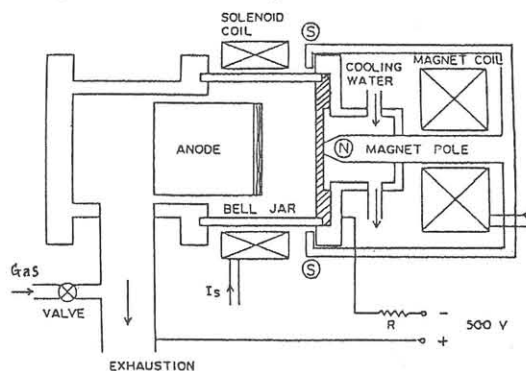 SOLENOID
COIL
S
COOLING
WATER
MAGNET COIL
ANODE
N
MAGNET POLE
BELL JAR
S
Gas
Is
VALVE
R
-
500 V
+
EXHAUSTION